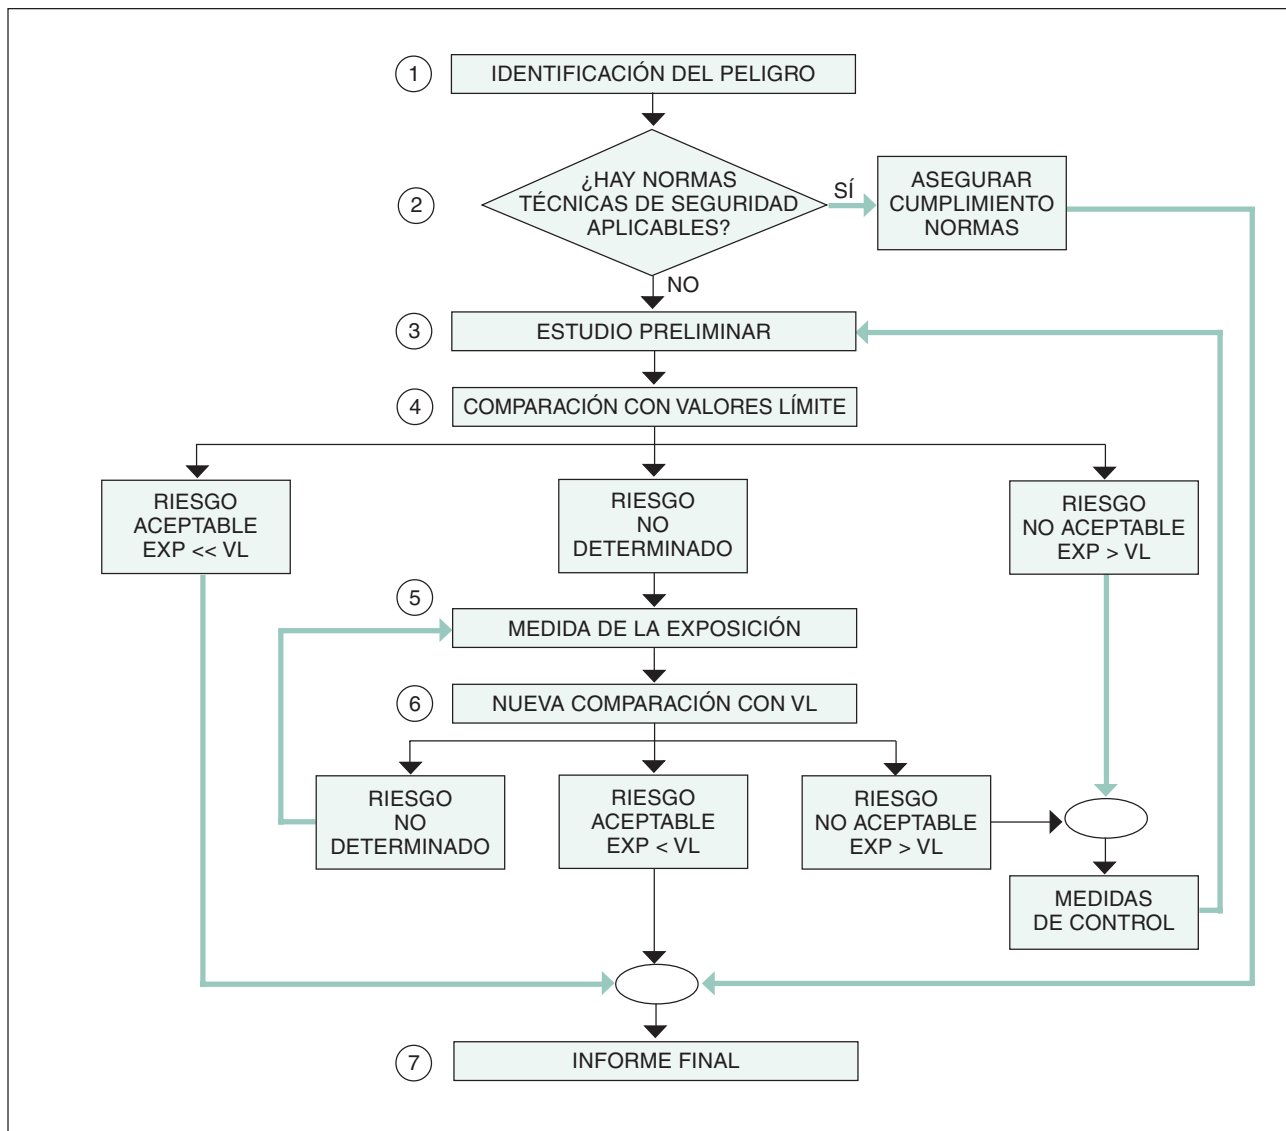 1
IDENTIFICACIÓN DEL PELIGRO
2
¿HAY NORMAS
TÉCNICAS DE SEGURIDAD
APLICABLES?
SÍ
ASEGURAR
CUMPLIMIENTO
NORMAS
NO
3
ESTUDIO PRELIMINAR
4
COMPARACIÓN CON VALORES LÍMITE
RIESGO
ACEPTABLE
EXP << VL
RIESGO
NO
DETERMINADO
RIESGO
NO ACEPTABLE
EXP > VL
5
MEDIDA DE LA EXPOSICIÓN
6
NUEVA COMPARACIÓN CON VL
RIESGO
NO
DETERMINADO
RIESGO
ACEPTABLE
EXP < VL
RIESGO
NO ACEPTABLE
EXP > VL
MEDIDAS
DE CONTROL
7
INFORME FINAL